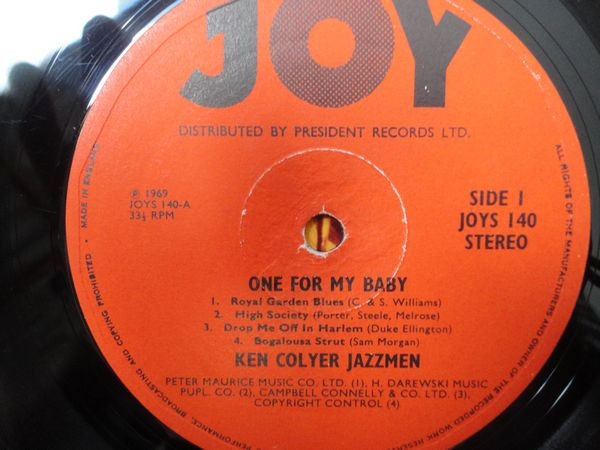 JOY
DISTRIBUTED BY PRESIDENT RECORDS LTD.
℗ 1969
JOYS 140-A
33⅓ RPM
SIDE 1
JOYS 140
STEREO
ONE FOR MY BABY
1. Royal Garden Blues (C. & S. Williams)
2. High Society (Porter, Steele, Melrose)
3. Drop Me Off In Harlem (Duke Ellington)
4. Bogalousa Strut (Sam Morgan)
KEN COLYER JAZZMEN
PETER MAURICE MUSIC CO. LTD. (1), H. DAREWSKI MUSIC
PUPL. CO. (2), CAMPBELL CONNELLY & CO. LTD. (3),
COPYRIGHT CONTROL (4).
ALL RIGHTS OF THE MANUFACTURERS AND OWNER OF THE RECORDED WORK
PERFORMANCE, BROADCASTING AND COPYING PROHIBITED • MADE IN ENGLAND